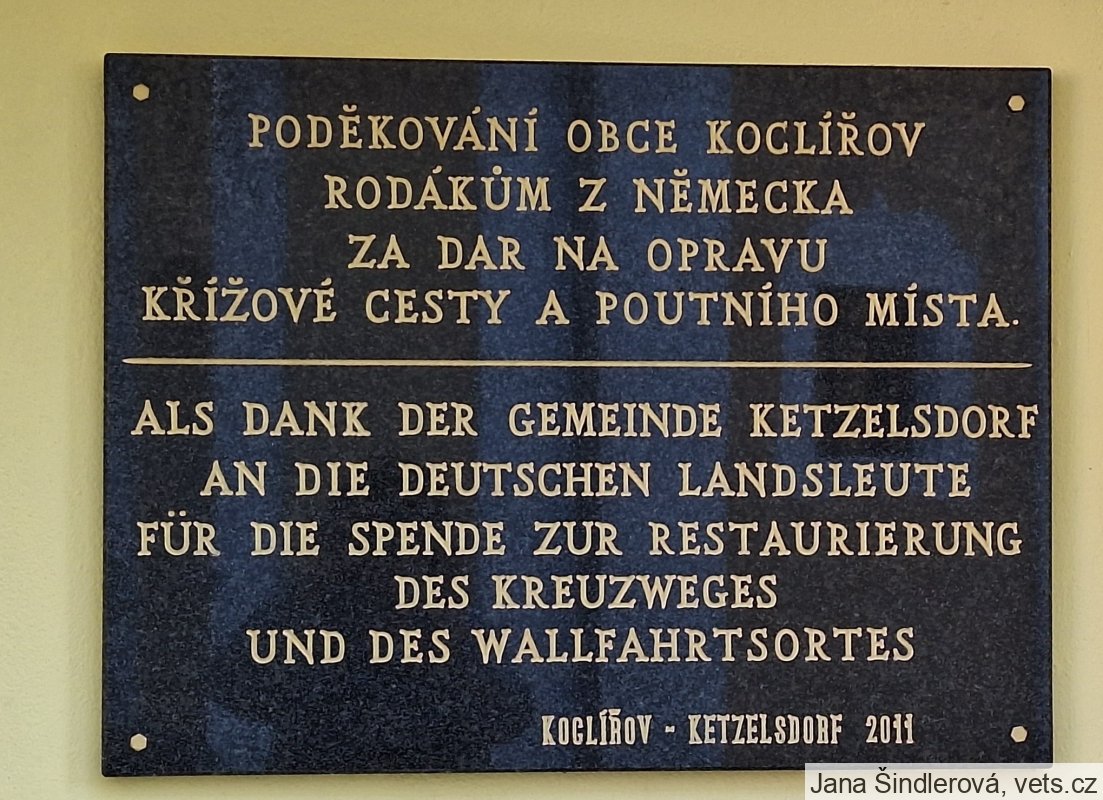 PODĚKOVÁNÍ OBCE KOCLÍŘOV
RODÁKŮM Z NĚMECKA
ZA DAR NA OPRAVU
KŘÍŽOVÉ CESTY A POUTNÍHO MÍSTA.
ALS DANK DER GEMEINDE KETZELSDORF
AN DIE DEUTSCHEN LANDSLEUTE
FÜR DIE SPENDE ZUR RESTAURIERUNG
DES KREUZWEGES
UND DES WALLFAHRTSORTES
KOCLÍŘOV - KETZELSDORF 2011
Jana Šindlerová, vets.cz